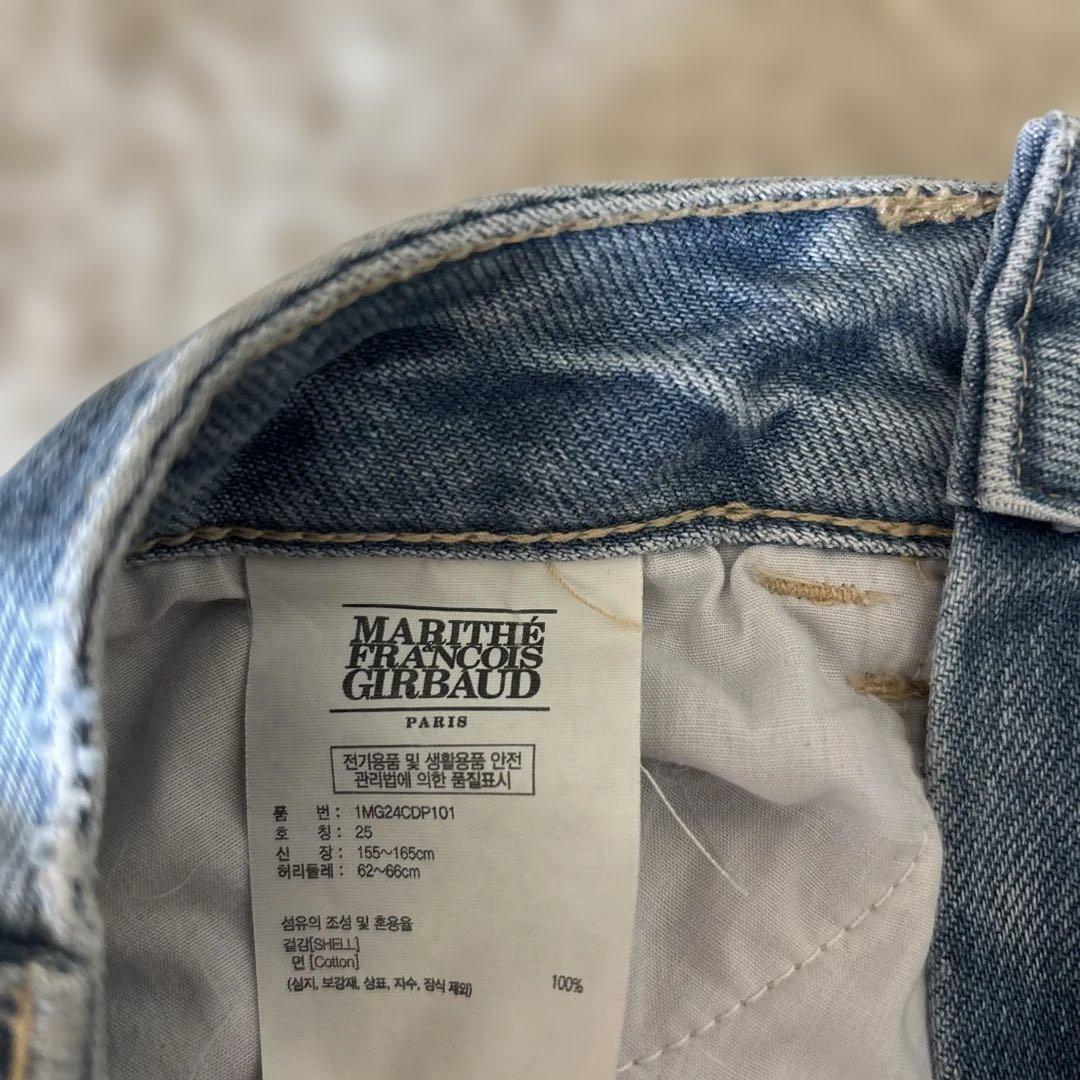 MARITHÉ
&
FRANCOIS
GIRBAUD
PARIS
전기용품 및 생활용품 안전
관리법에 의한 품질표시
품 번 : 1MG24CDP101
호 칭 : 25
신 장 : 155~165cm
허리둘레 : 62~66cm
섬유의 조성 및 혼용율
겉감[SHELL]
면 [Cotton]
(심지, 보강재, 상표, 자수, 장식 제외) 100%